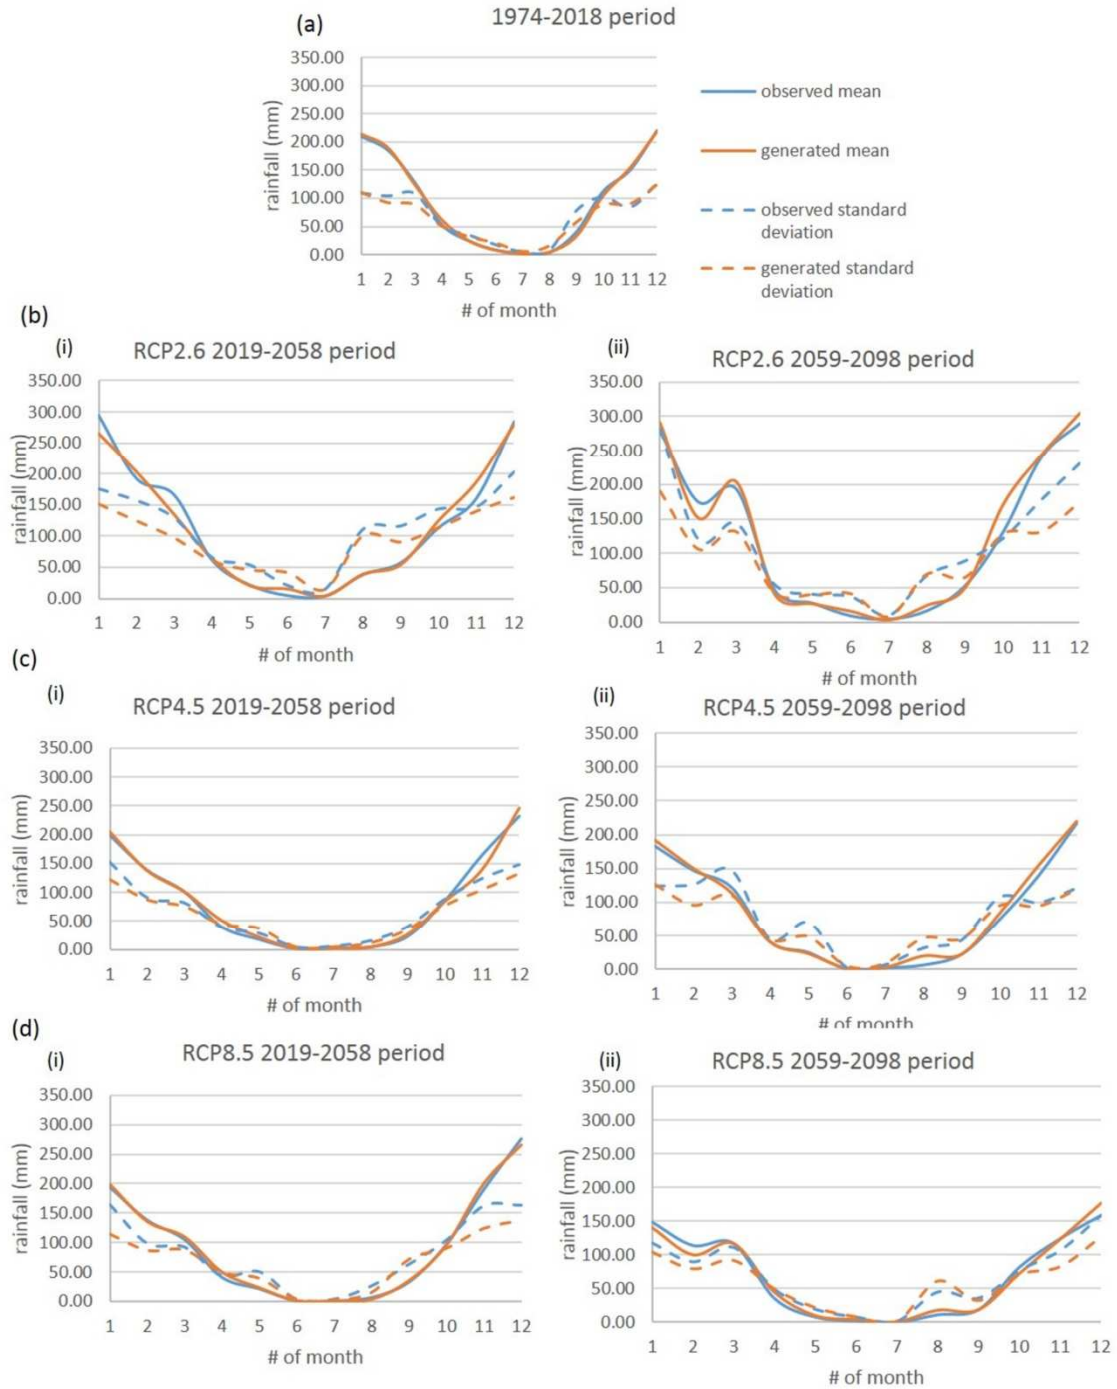 (a)
1974-2018 period
350.00
300.00
250.00
200.00
150.00
100.00
50.00
0.00
rainfall (mm)
1 2 3 4 5 6 7 8 9 10 11 12
# of month
observed mean
generated mean
observed standard
deviation
generated standard
deviation
(b)
(i)
RCP2.6 2019-2058 period
350.00
300.00
250.00
200.00
150.00
100.00
50.00
0.00
rainfall (mm)
1 2 3 4 5 6 7 8 9 10 11 12
# of month
(ii)
RCP2.6 2059-2098 period
350.00
300.00
250.00
200.00
150.00
100.00
50.00
0.00
rainfall (mm)
1 2 3 4 5 6 7 8 9 10 11 12
# of month
(c)
(i)
RCP4.5 2019-2058 period
350.00
300.00
250.00
200.00
150.00
100.00
50.00
0.00
rainfall (mm)
1 2 3 4 5 6 7 8 9 10 11 12
# of month
(ii)
RCP4.5 2059-2098 period
350.00
300.00
250.00
200.00
150.00
100.00
50.00
0.00
rainfall (mm)
1 2 3 4 5 6 7 8 9 10 11 12
# of month
(d)
(i)
RCP8.5 2019-2058 period
350.00
300.00
250.00
200.00
150.00
100.00
50.00
0.00
rainfall (mm)
1 2 3 4 5 6 7 8 9 10 11 12
# of month
(ii)
RCP8.5 2059-2098 period
350.00
300.00
250.00
200.00
150.00
100.00
50.00
0.00
rainfall (mm)
1 2 3 4 5 6 7 8 9 10 11 12
# of month